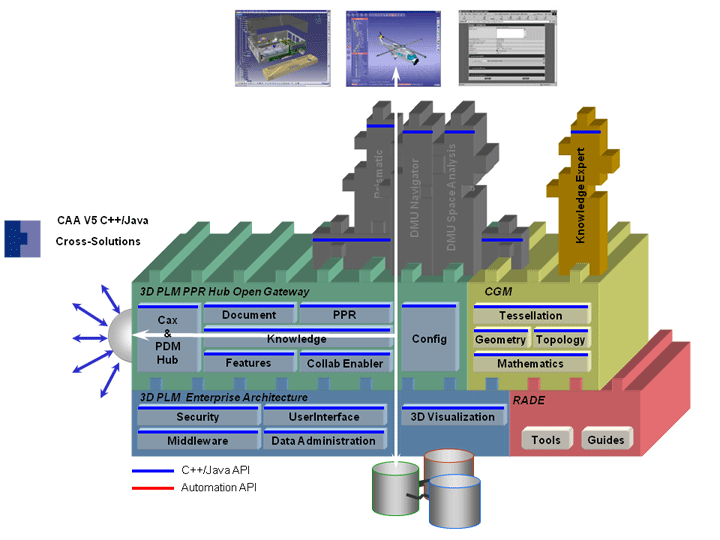 Prismatic
DMU Navigator
DMU Space Analysis
Knowledge Expert
CAA V5 C++/Java
Cross-Solutions
3D PLM PPR Hub Open Gateway
CGM
Cax
&
PDM
Hub
Document
PPR
Knowledge
Features
Collab Enabler
Config
Tessellation
Geometry
Topology
Mathematics
3D PLM Enterprise Architecture
RADE
Security
UserInterface
3D Visualization
Middleware
Data Administration
Tools
Guides
C++/Java API
Automation API